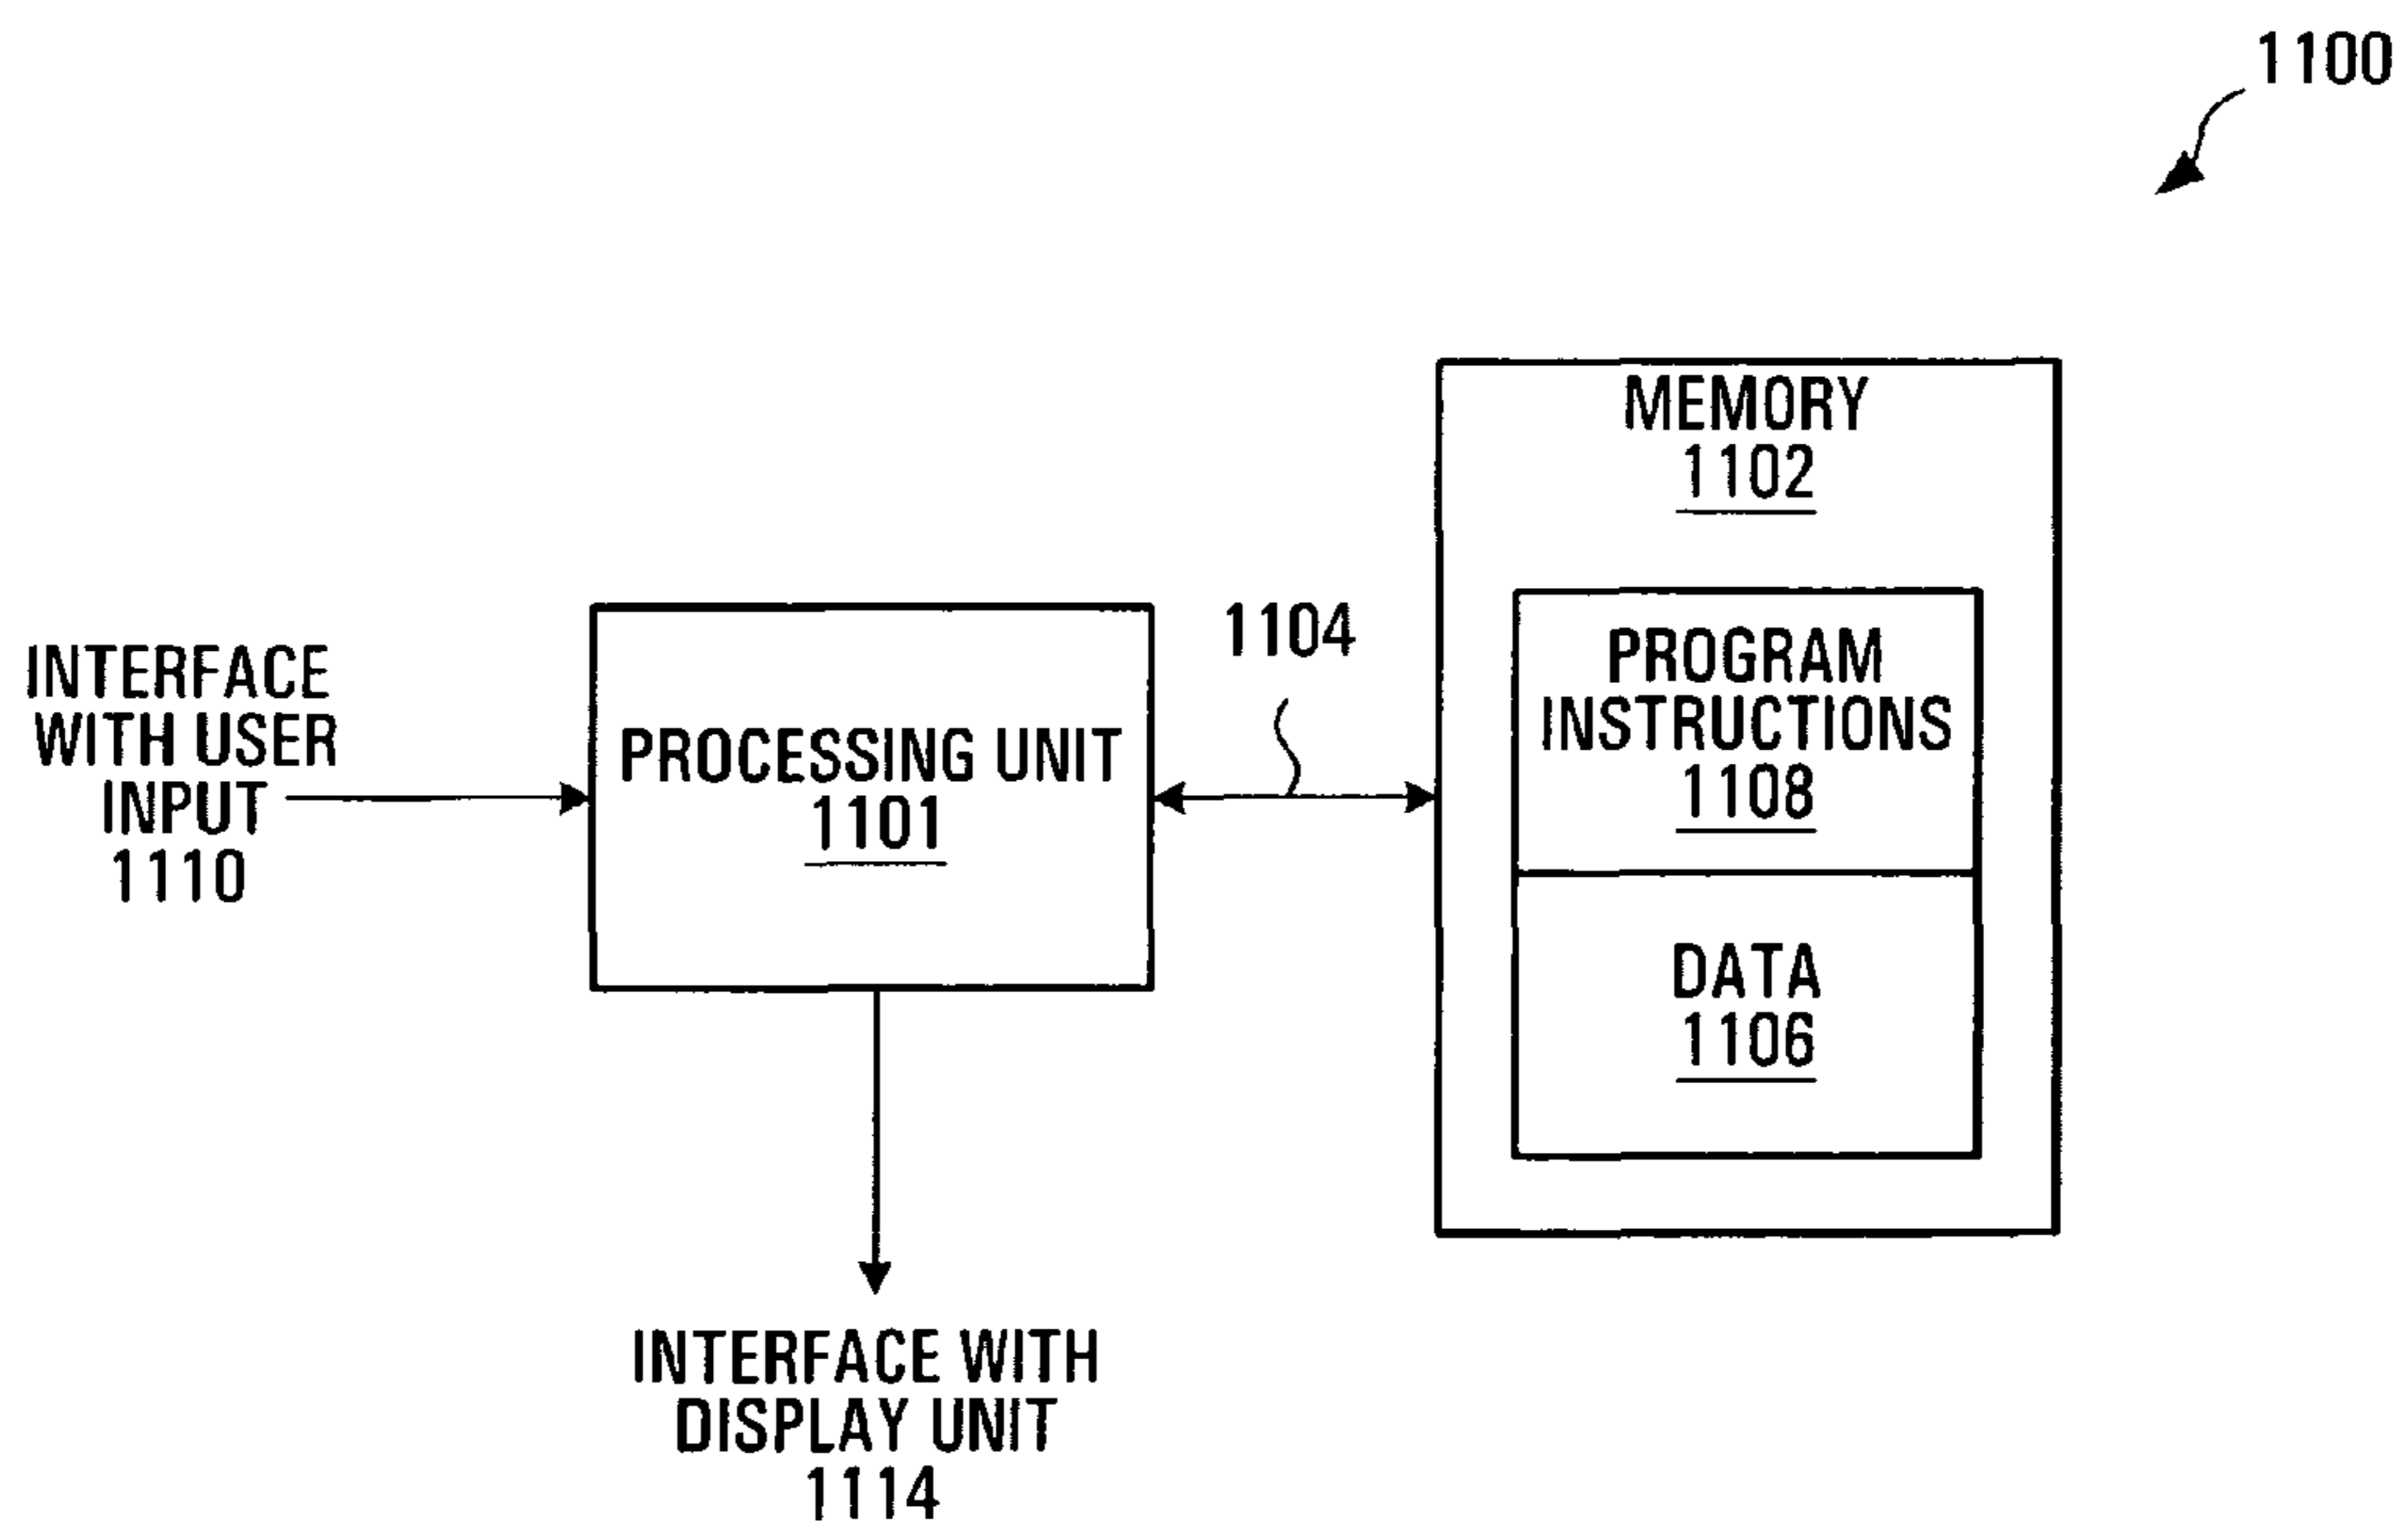 1100
MEMORY
1102
PROGRAM
INSTRUCTIONS
1108
DATA
1106
1104
INTERFACE
WITH USER
INPUT
1110
PROCESSING UNIT
1101
INTERFACE WITH
DISPLAY UNIT
1114